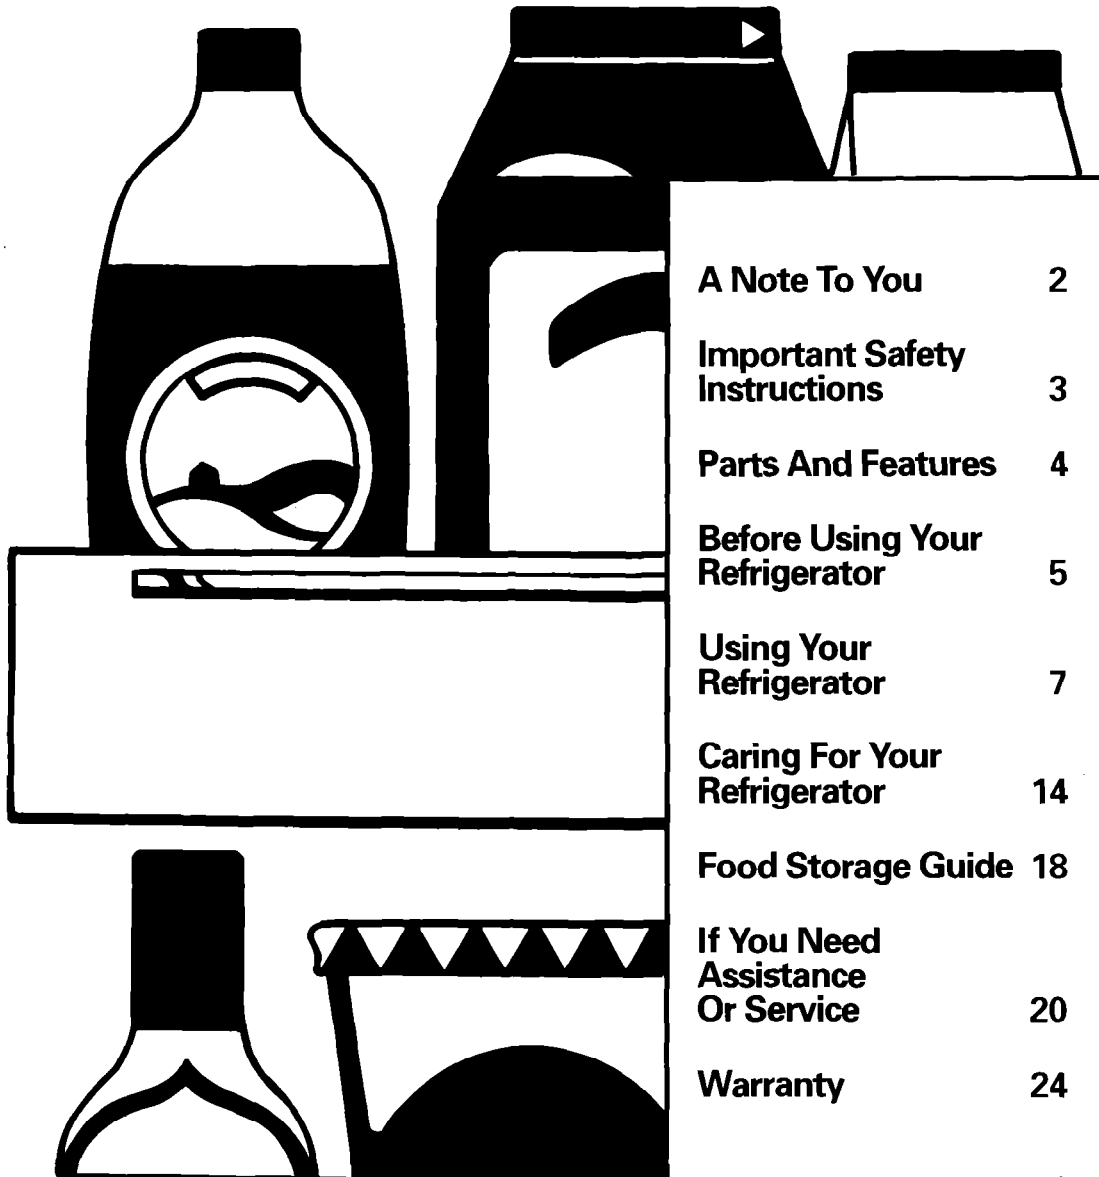 A Note To You 2
Important Safety
Instructions 3
Parts And Features 4
Before Using Your
Refrigerator 5
Using Your
Refrigerator 7
Caring For Your
Refrigerator 14
Food Storage Guide 18
If You Need
Assistance
Or Service 20
Warranty 24